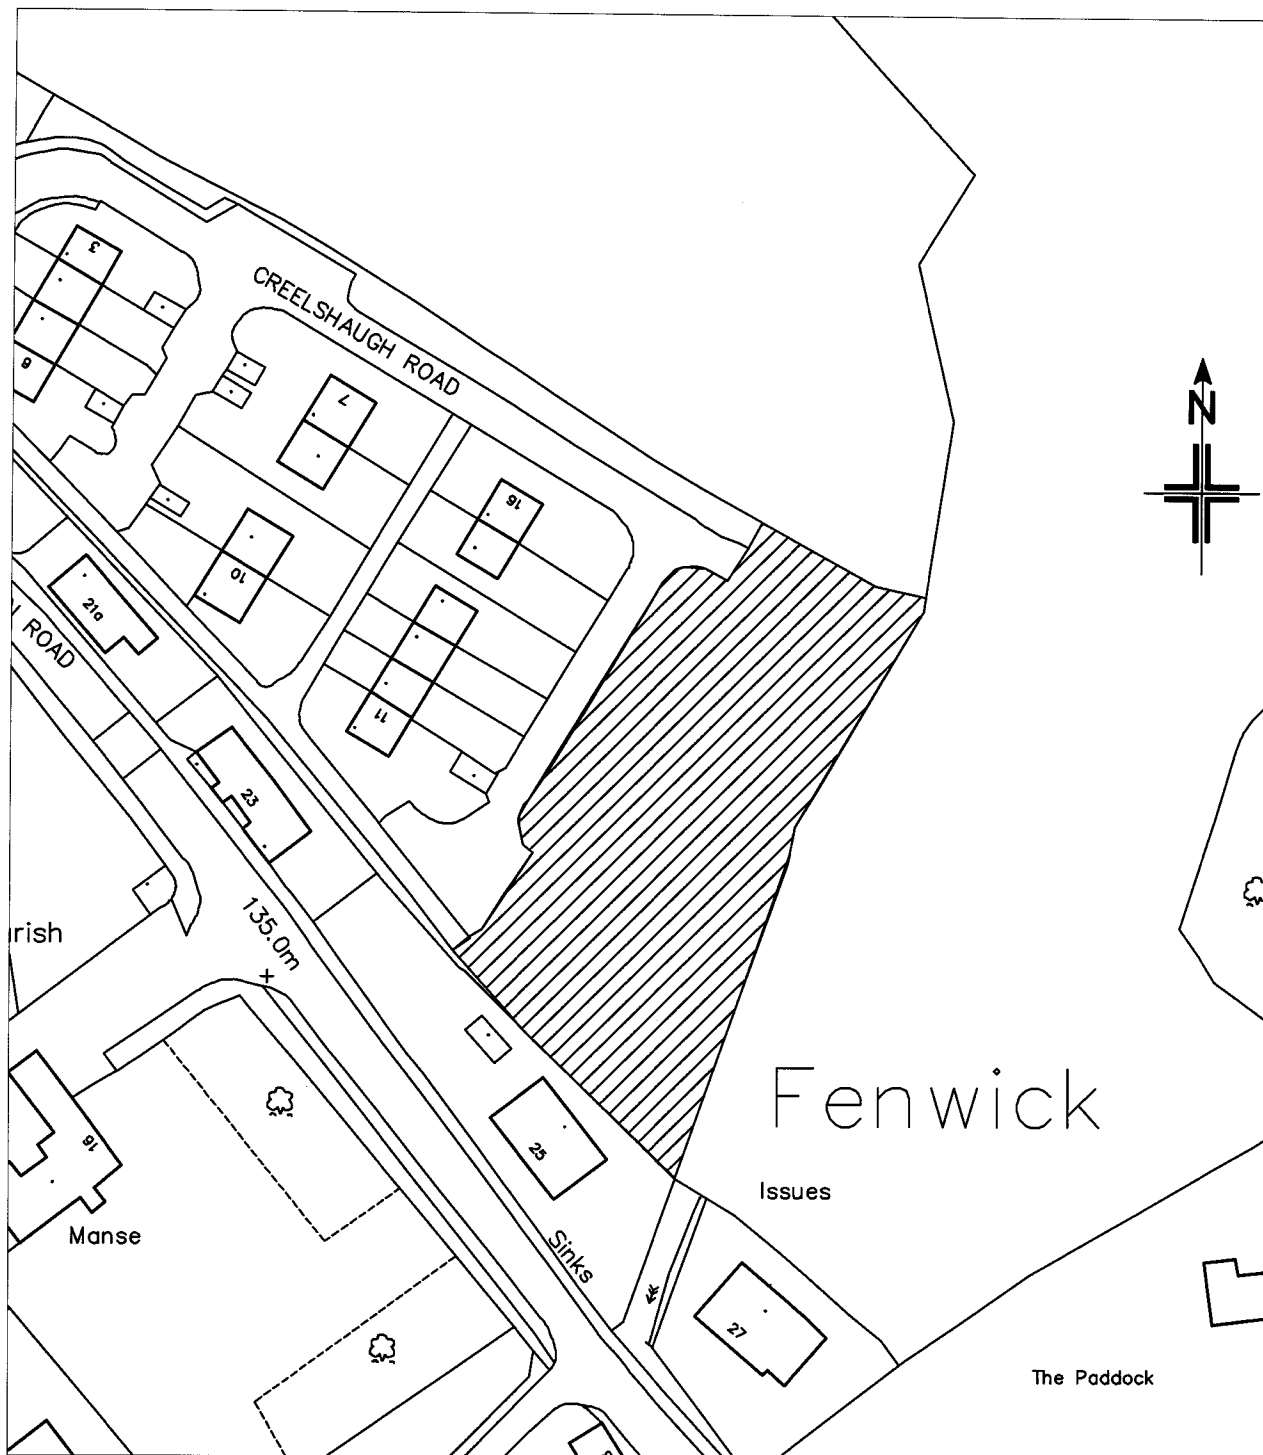 3
6
CREELSHAUGH ROAD
7
N
16
10
21a
ROAD
11
23
135.0m
rish
Fenwick
16
25
Issues
Manse
Sinks
27
The Paddock